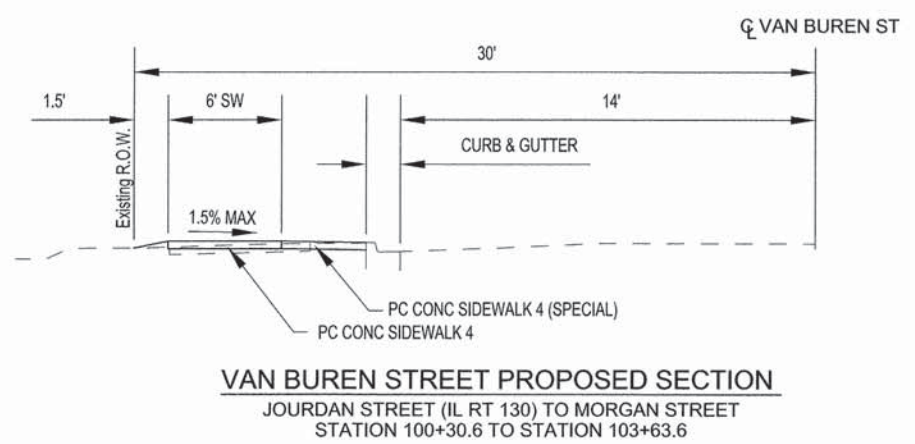 ℄ VAN BUREN ST
30'
1.5'
6' SW
14'
CURB & GUTTER
Existing R.O.W.
1.5% MAX
PC CONC SIDEWALK 4 (SPECIAL)
PC CONC SIDEWALK 4
VAN BUREN STREET PROPOSED SECTION
JOURDAN STREET (IL RT 130) TO MORGAN STREET
STATION 100+30.6 TO STATION 103+63.6